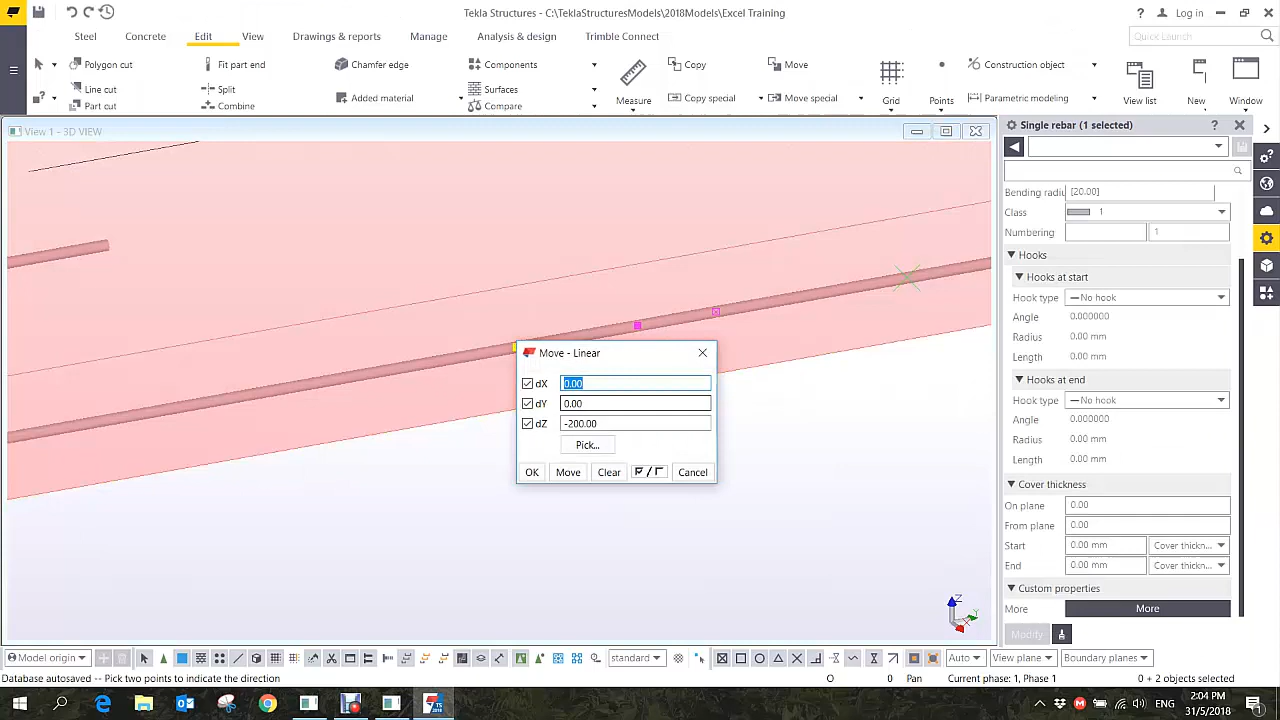 Tekla Structures - C:\TeklaStructuresModels\2018Models\Excel Training
? Log in
Steel Concrete Edit View Drawings & reports Manage Analysis & design Trimble Connect
Quick Launch
Polygon cut Fit part end Chamfer edge Components Copy Move Construction object
Line cut Split Surfaces
Added material Measure Copy special Move special Grid Points Parametric modeling View list New Window
Part cut Combine Compare
View 1 - 3D VIEW
Single rebar (1 selected) ?
Bending radiu [20.00]
Class 1
Numbering 1
Hooks
Hooks at start
Hook type No hook
Angle 0.000000
Radius 0.00 mm
Length 0.00 mm
Hooks at end
Hook type No hook
Angle 0.000000
Radius 0.00 mm
Length 0.00 mm
Cover thickness
On plane 0.00
From plane 0.00
Start 0.00 mm Cover thickn...
End 0.00 mm Cover thickn...
Custom properties
More More
Modify
Move - Linear
dX 0.00
dY 0.00
dZ -200.00
Pick...
OK Move Clear / Cancel
Z Y X
Model origin standard Auto View plane Boundary planes
Database autosaved -- Pick two points to indicate the direction O 0 Pan Current phase: 1, Phase 1 0 + 2 objects selected
2:04 PM
31/5/2018